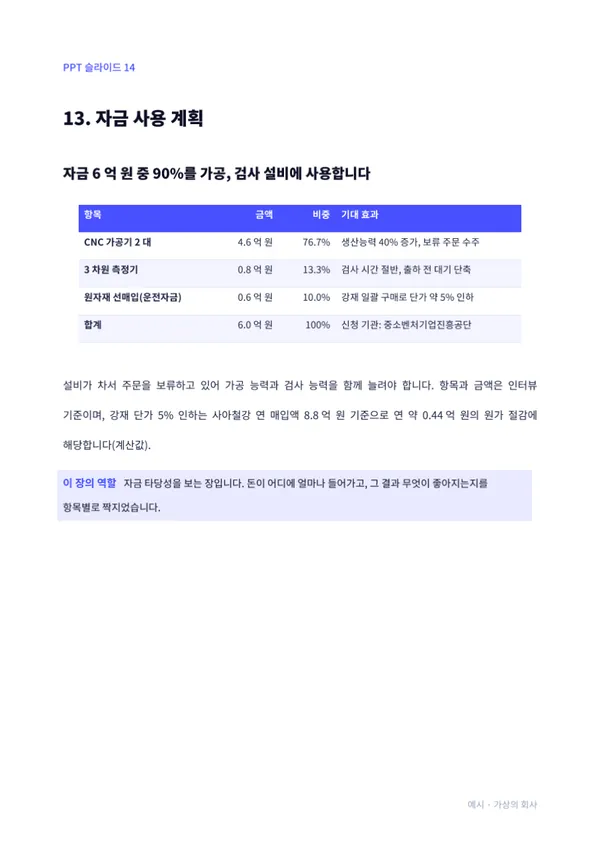 PPT 슬라이드 14
13. 자금 사용 계획
자금 6 억 원 중 90%를 가공, 검사 설비에 사용합니다
항목 금액 비중 기대 효과
CNC 가공기 2 대 4.6 억 원 76.7% 생산능력 40% 증가, 보류 주문 수주
3 차원 측정기 0.8 억 원 13.3% 검사 시간 절반, 출하 전 대기 단축
원자재 선매입(운전자금) 0.6 억 원 10.0% 강재 일괄 구매로 단가 약 5% 인하
합계 6.0 억 원 100% 신청 기관: 중소벤처기업진흥공단
설비가 차서 주문을 보류하고 있어 가공 능력과 검사 능력을 함께 늘려야 합니다. 항목과 금액은 인터뷰
기준이며, 강재 단가 5% 인하는 사아철강 연 매입액 8.8 억 원 기준으로 연 약 0.44 억 원의 원가 절감에
해당합니다(계산값).
이 장의 역할 자금 타당성을 보는 장입니다. 돈이 어디에 얼마나 들어가고, 그 결과 무엇이 좋아지는지를
항목별로 짝지었습니다.
예시 · 가상의 회사